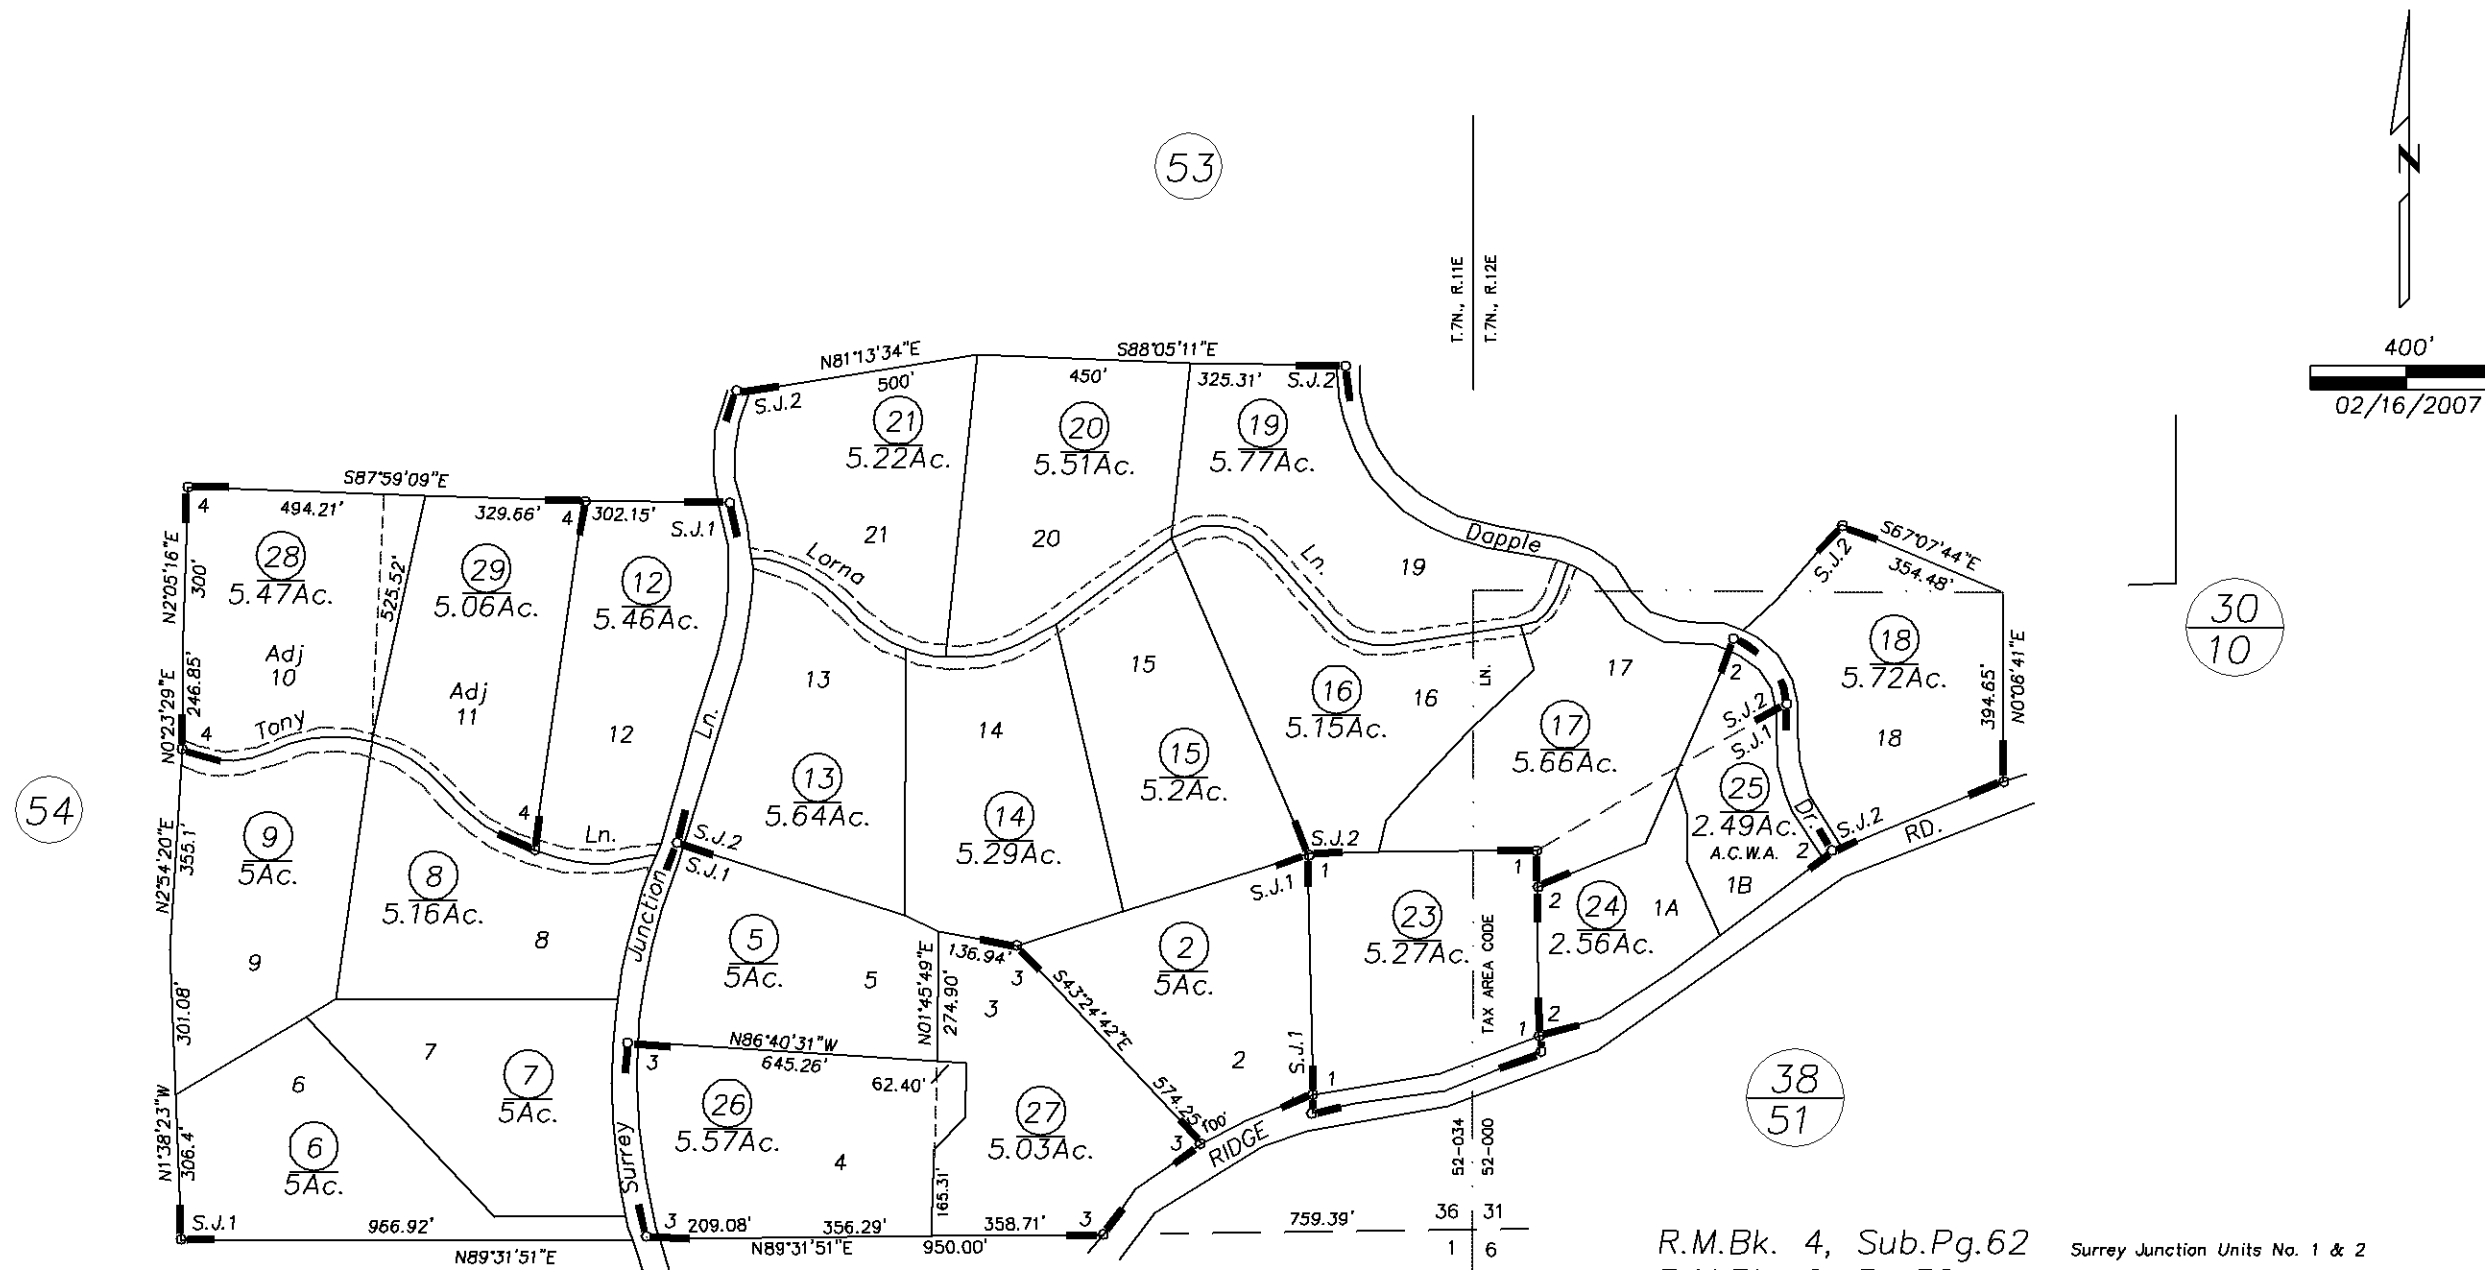 53
T.7N., R.11E
T.7N., R.12E
N
400'
02/16/2007
N81°13'34"E
500'
S88°05'11"E
450'
325.31'
S.J.2
S.J.2
21
5.22Ac.
20
5.51Ac.
19
5.77Ac.
S87°59'09"E
4
494.21'
329.66'
4
302.15'
S.J.1
21
20
19
Lorna
Ln.
Dapple
Dr.
S.J.2
S67°07'44"E
354.48'
28
5.47Ac.
29
5.06Ac.
12
5.46Ac.
N2°05'16"E
300'
525.52'
Adj
10
Adj
11
12
N0°23'29"E
246.85'
4
Tony
Ln.
4
13
13
5.64Ac.
14
14
5.29Ac.
15
15
5.2Ac.
16
5.15Ac.
16
LN.
17
17
5.66Ac.
18
5.72Ac.
18
2
S.J.2
S.J.1
394.65'
N0°06'41"E
30
10
25
2.49Ac.
A.C.W.A.
1B
2
S.J.2
RD.
54
9
5Ac.
8
5.16Ac.
N2°54'20"E
355.1'
9
8
Junction
Ln.
S.J.2
S.J.1
5
5Ac.
5
136.94'
3
N01°45'49"E
274.90'
3
S43°24'42"E
574.25'
100'
2
5Ac.
2
S.J.1
S.J.2
1
S.J.1
1
1
23
5.27Ac.
TAX AREA CODE
1
2
2
24
2.56Ac.
1A
301.08'
7
7
5Ac.
6
6
5Ac.
N1°38'23"W
306.4'
S.J.1
966.92'
N89°31'51"E
Surrey
3
N86°40'31"W
645.26'
62.40'
26
5.57Ac.
4
27
5.03Ac.
165.31'
3
RIDGE
52-034
52-000
38
51
3
209.08'
356.29'
358.71'
3
N89°31'51"E
950.00'
759.39'
36
31
1
6
R.M.Bk. 4, Sub.Pg.62
Surrey Junction Units No. 1 & 2